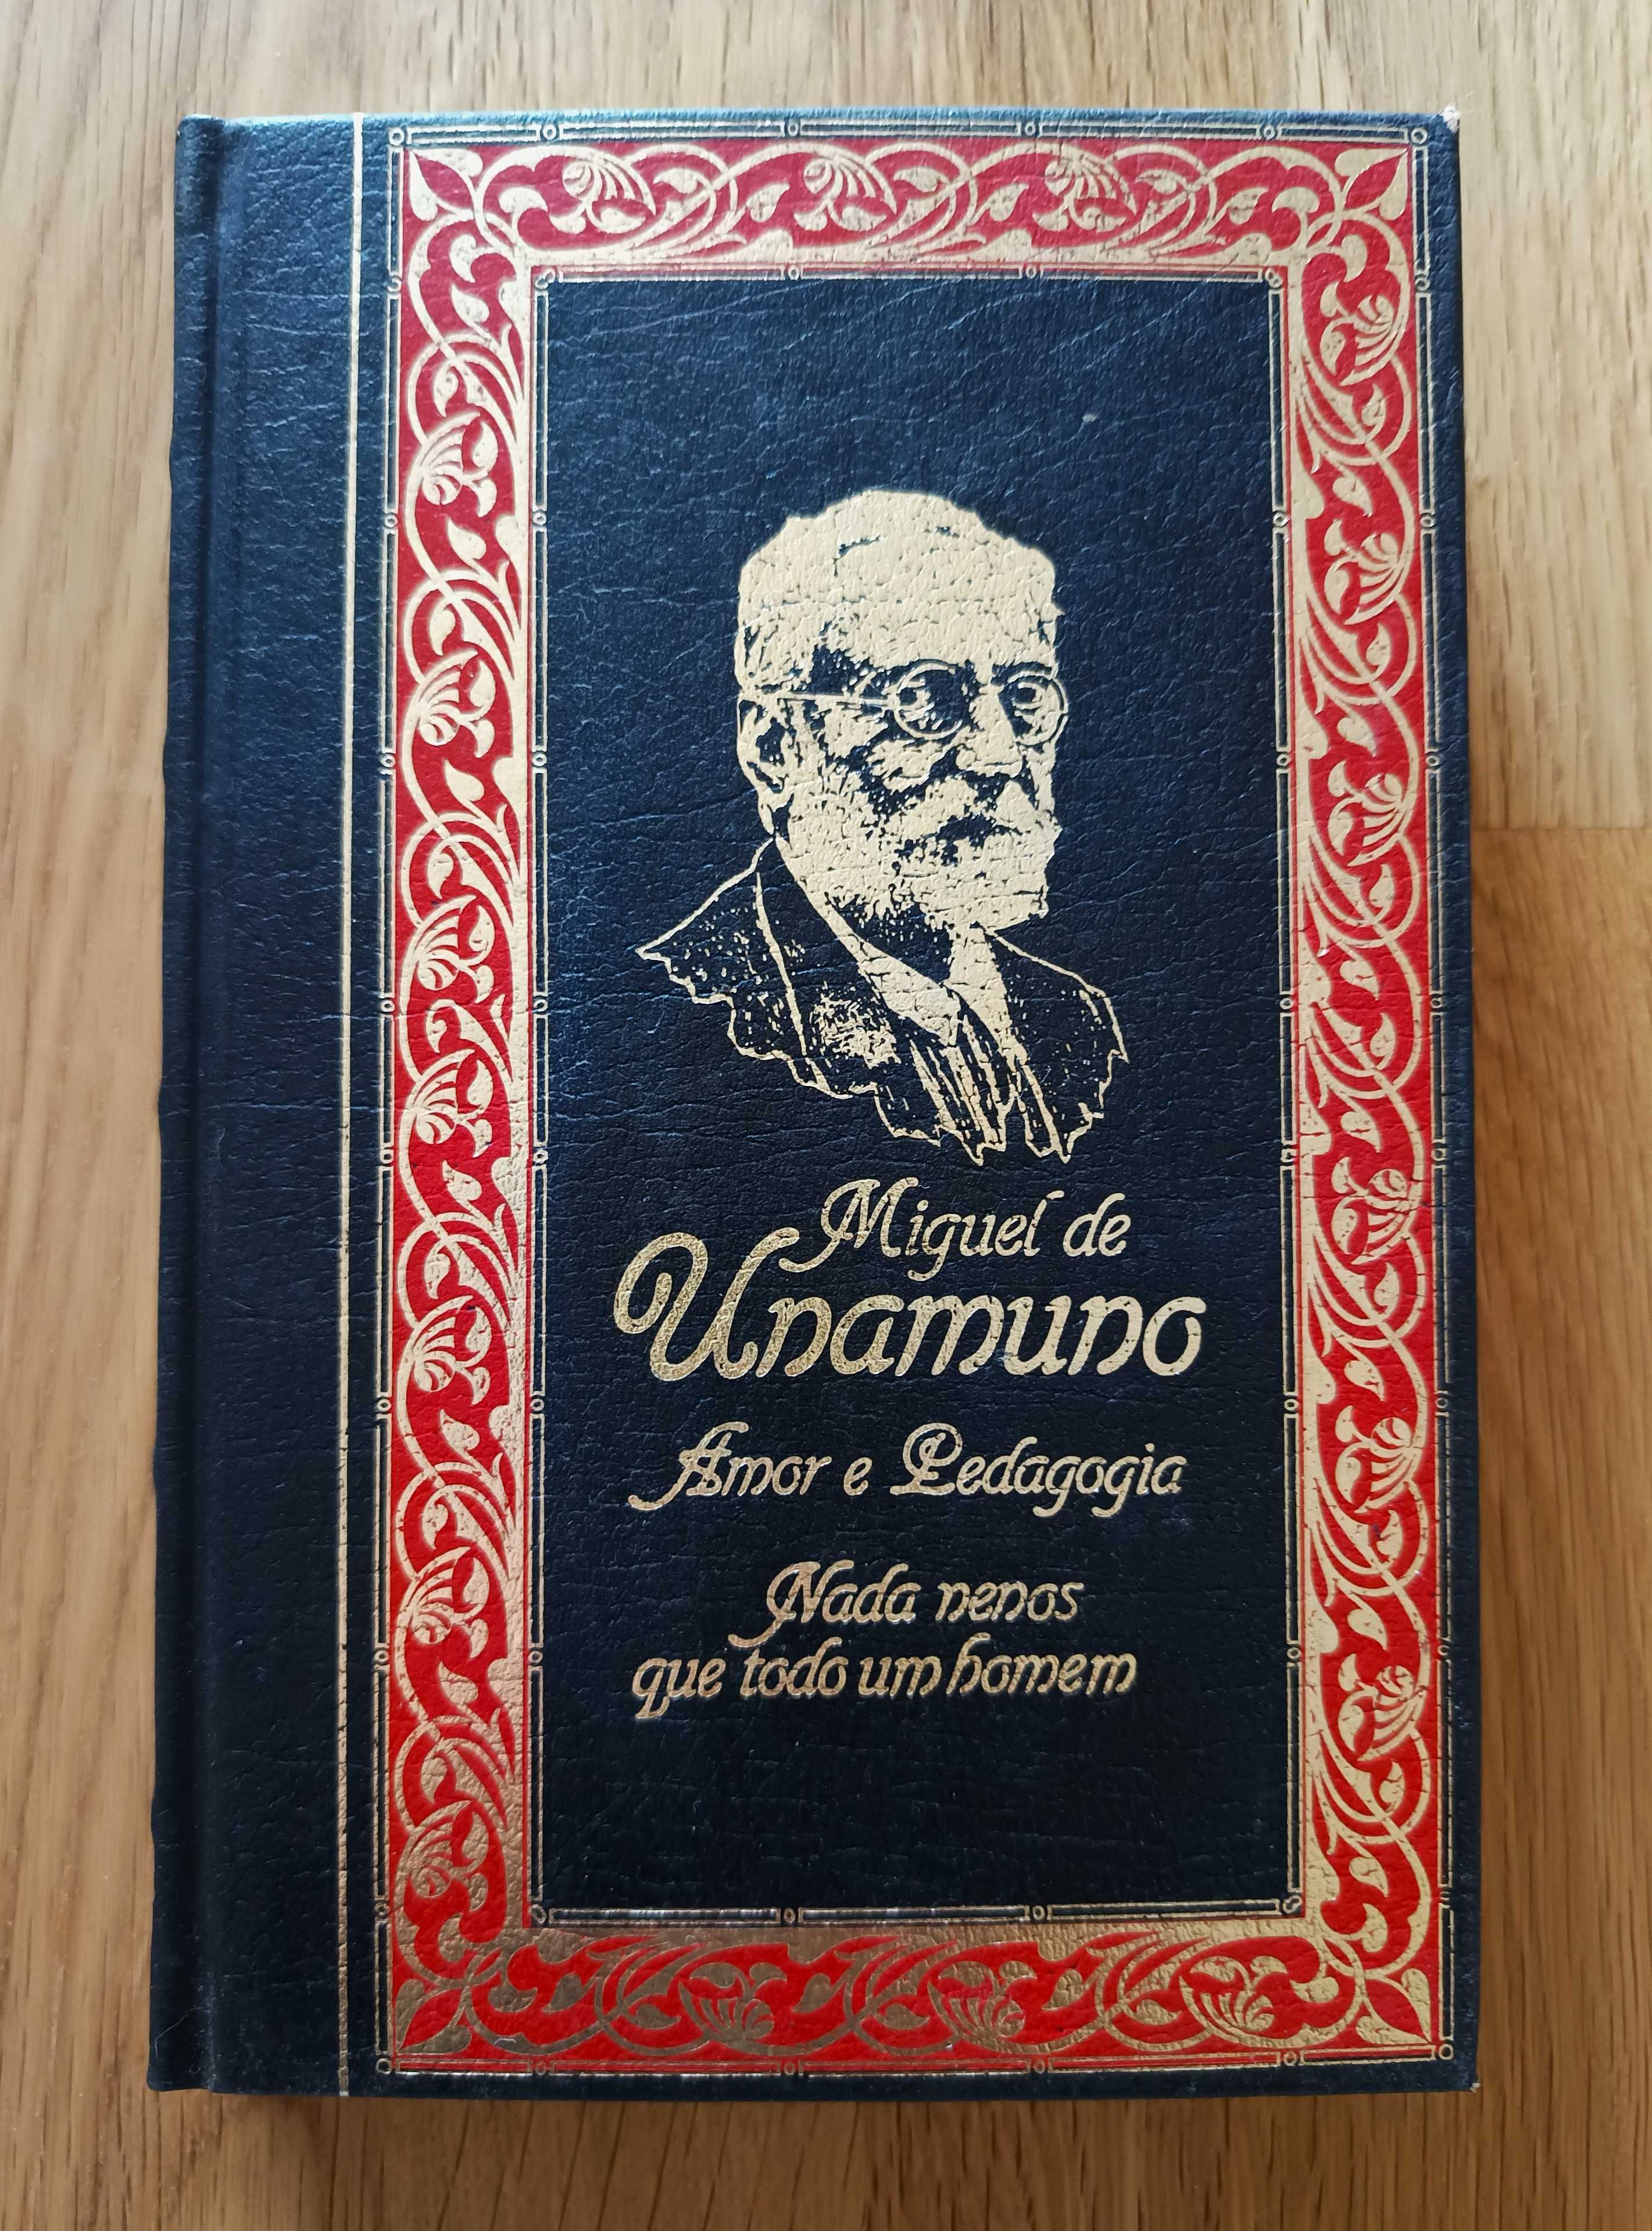 Miguel de
Unamuno
Amor e Pedagogia
Nada nenos
que todo um homem